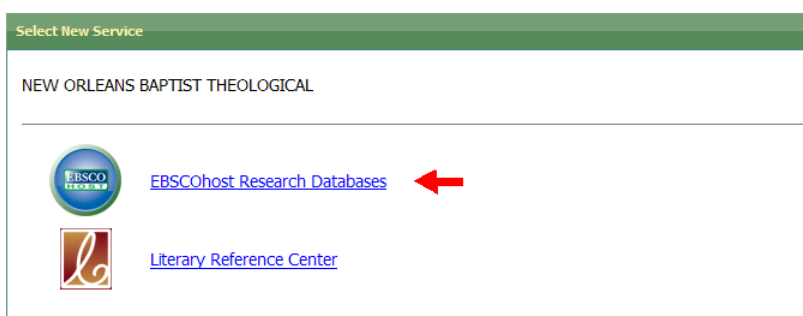 Select New Service
NEW ORLEANS BAPTIST THEOLOGICAL
EBSCO
HOST
EBSCOhost Research Databases
Literary Reference Center